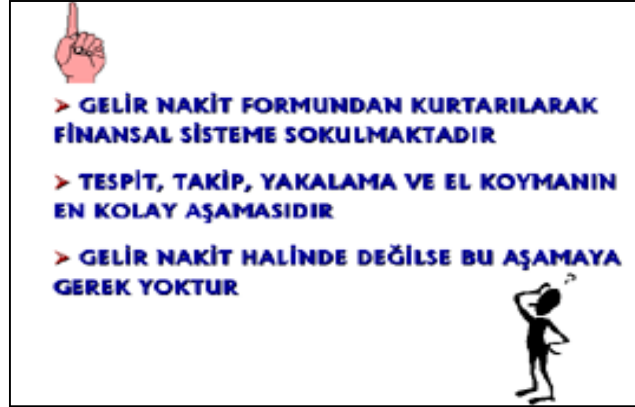 ➤ GELİR NAKİT FORMUNDAN KURTARILARAK
FİNANSAL SİSTEME SOKULMAKTADIR
➤ TESPİT, TAKİP, YAKALAMA VE EL KOYMANIN
EN KOLAY AŞAMASIDIR
➤ GELİR NAKİT HALİNDE DEĞİLSE BU AŞAMAYA
GEREK YOKTUR
?